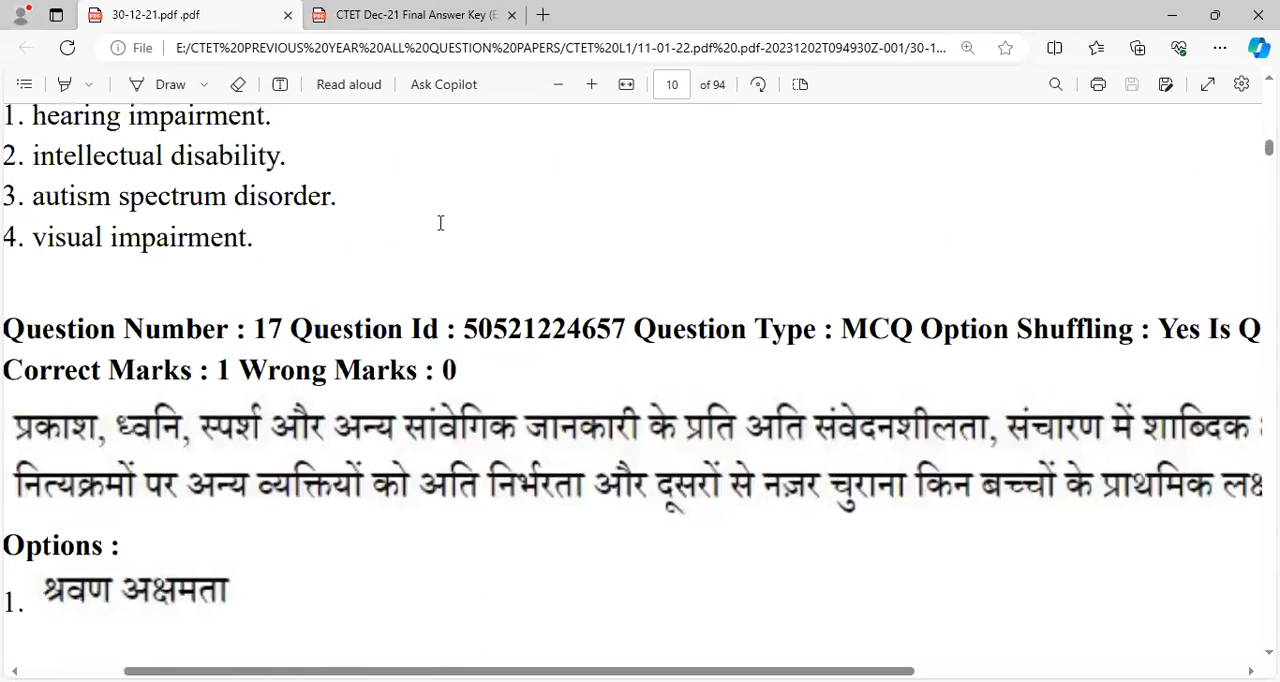 30-12-21.pdf .pdf
CTET Dec-21 Final Answer Key (E
File
E:/CTET%20PREVIOUS%20YEAR%20ALL%20QUESTION%20PAPERS/CTET%20L1/11-01-22.pdf%20.pdf-20231202T094930Z-001/30-1...
Draw
Read aloud
Ask Copilot
10 of 94
1. hearing impairment.
2. intellectual disability.
3. autism spectrum disorder.
4. visual impairment.
Question Number : 17 Question Id : 50521224657 Question Type : MCQ Option Shuffling : Yes Is Q
Correct Marks : 1 Wrong Marks : 0
प्रकाश, ध्वनि, स्पर्श और अन्य सांवेगिक जानकारी के प्रति अति संवेदनशीलता, संचारण में शाब्दिक
नित्यक्रमों पर अन्य व्यक्तियों को अति निर्भरता और दूसरों से नज़र चुराना किन बच्चों के प्राथमिक
Options :
1. श्रवण अक्षमता